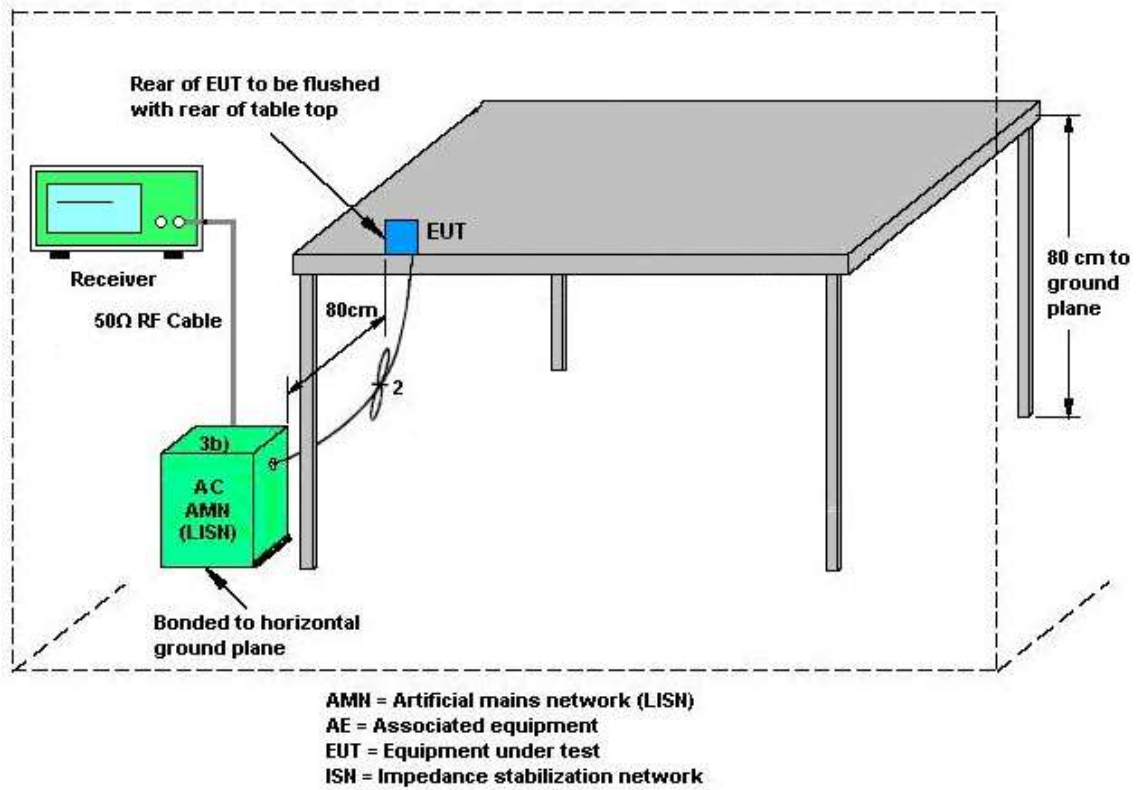 Rear of EUT to be flushed
with rear of table top
EUT
Receiver
50Ω RF Cable
80cm
80 cm to
ground
plane
2
3b)
AC
AMN
(LISN)
Bonded to horizontal
ground plane
AMN = Artificial mains network (LISN)
AE = Associated equipment
EUT = Equipment under test
ISN = Impedance stabilization network